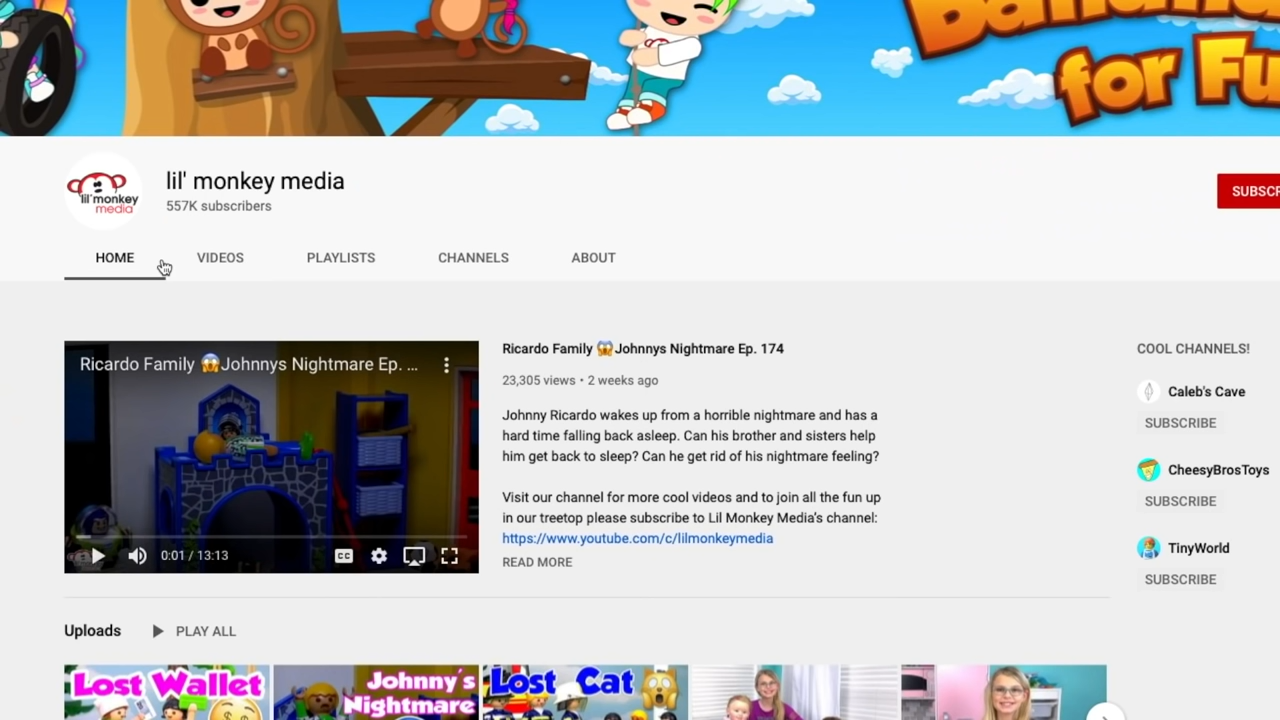 for Fu
lil'monkey
media
lil' monkey media
557K subscribers
SUBSCR
HOME
VIDEOS
PLAYLISTS
CHANNELS
ABOUT
Ricardo Family 😱Johnnys Nightmare Ep. ...
0:01 / 13:13
CC
Ricardo Family 😱Johnnys Nightmare Ep. 174
23,305 views • 2 weeks ago
Johnny Ricardo wakes up from a horrible nightmare and has a
hard time falling back asleep. Can his brother and sisters help
him get back to sleep? Can he get rid of his nightmare feeling?
Visit our channel for more cool videos and to join all the fun up
in our treetop please subscribe to Lil Monkey Media’s channel:
https://www.youtube.com/c/lilmonkeymedia
READ MORE
COOL CHANNELS!
Caleb's Cave
SUBSCRIBE
CheesyBrosToys
SUBSCRIBE
TinyWorld
SUBSCRIBE
Uploads
PLAY ALL
Lost Wallet
Johnny's
Nightmare
Lost Cat